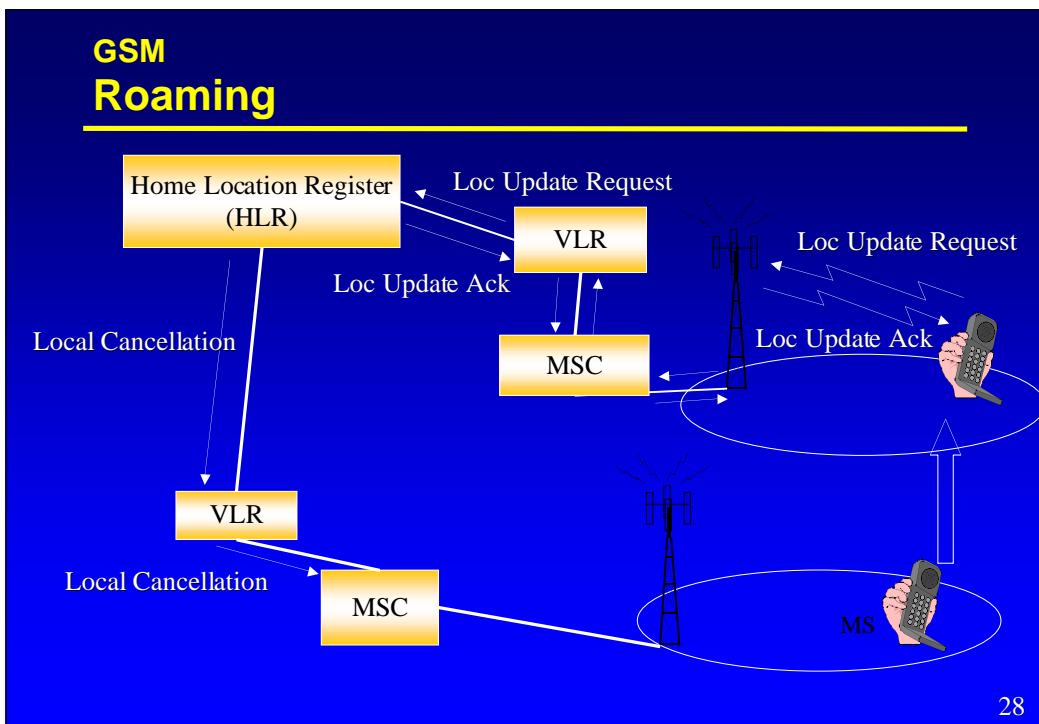 GSM
Roaming
Home Location Register
(HLR)
Loc Update Request
VLR
Loc Update Request
Loc Update Ack
Local Cancellation
MSC
Loc Update Ack
VLR
Local Cancellation
MSC
MS
28